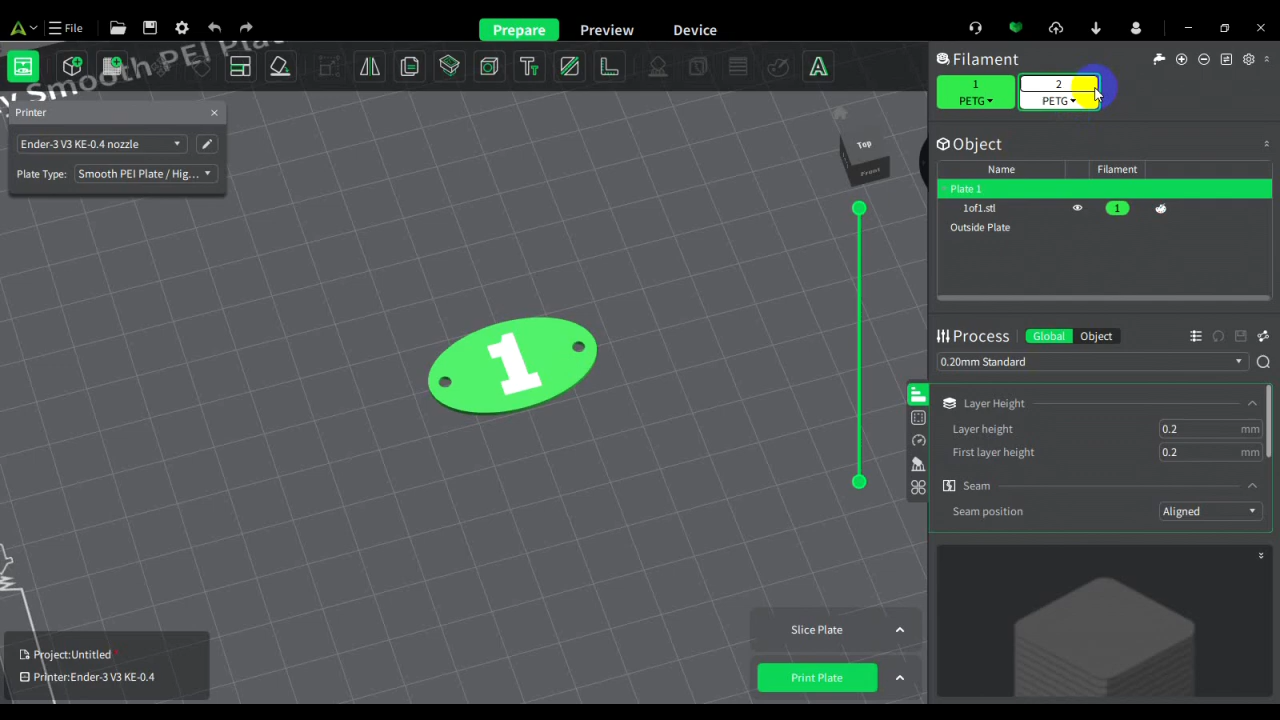 File
Prepare
Preview
Device
y Smooth PEI Plat
Printer
Ender-3 V3 KE-0.4 nozzle
Plate Type:
Smooth PEI Plate / Hig...
Top
Front
1
Filament
1
PETG
2
PETG
Object
Name
Filament
Plate 1
1of1.stl
1
Outside Plate
Process
Global
Object
0.20mm Standard
Layer Height
Layer height
0.2
mm
First layer height
0.2
mm
Seam
Seam position
Aligned
Slice Plate
Print Plate
Project:Untitled *
Printer:Ender-3 V3 KE-0.4